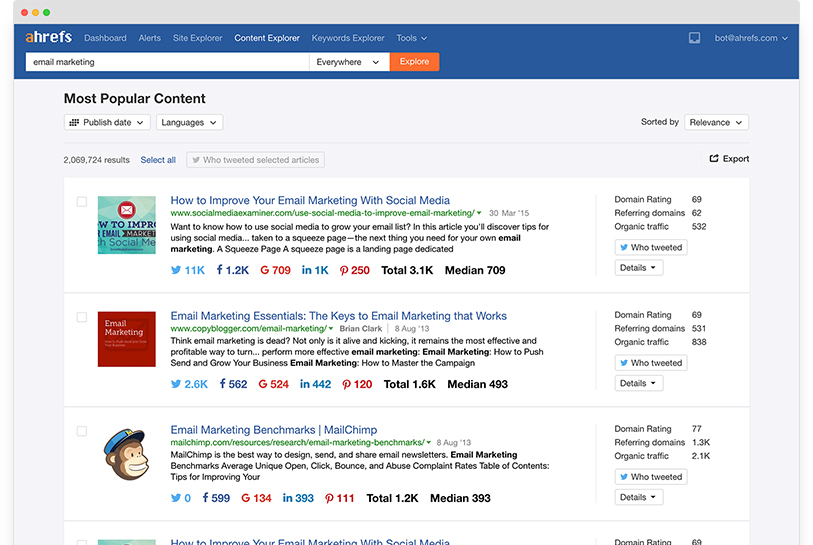 ahrefs Dashboard Alerts Site Explorer Content Explorer Keywords Explorer Tools bot@ahrefs.com
email marketing Everywhere Explore
Most Popular Content
Publish date Languages Sorted by Relevance
2,069,724 results Select all Who tweeted selected articles Export
How to Improve Your Email Marketing With Social Media
www.socialmediaexaminer.com/use-social-media-to-improve-email-marketing/ 30 Mar '15
Want to know how to use social media to grow your email list? In this article you'll discover tips for
using social media... taken to a squeeze page—the next thing you need for your own email
marketing. A Squeeze Page A squeeze page is a landing page dedicated
11K 1.2K 709 1K 250 Total 3.1K Median 709
Domain Rating 69
Referring domains 62
Organic traffic 532
Who tweeted
Details
HOW TO IMPRO
R EMAIL MARKET
th Social Me
Email Marketing Essentials: The Keys to Email Marketing that Works
www.copyblogger.com/email-marketing/ Brian Clark 8 Aug '13
Think email marketing is dead? Not only is it alive and kicking, it remains the most effective and
profitable way to turn... perform more effective email marketing: Email Marketing: How to Push
Send and Grow Your Business Email Marketing: How to Master the Campaign
2.6K 562 524 442 120 Total 1.6K Median 493
Domain Rating 69
Referring domains 531
Organic traffic 838
Who tweeted
Details
Email
Marketing
Email Marketing Benchmarks | MailChimp
mailchimp.com/resources/research/email-marketing-benchmarks/ 8 Aug '13
MailChimp is the best way to design, send, and share email newsletters. Email Marketing
Benchmarks Average Unique Open, Click, Bounce, and Abuse Complaint Rates Table of Contents:
Tips for Improving Your
0 599 134 393 111 Total 1.2K Median 393
Domain Rating 77
Referring domains 1.3K
Organic traffic 2.1K
Who tweeted
Details
How to Improve Your Email Marketing With Social Media
Domain Rating 69